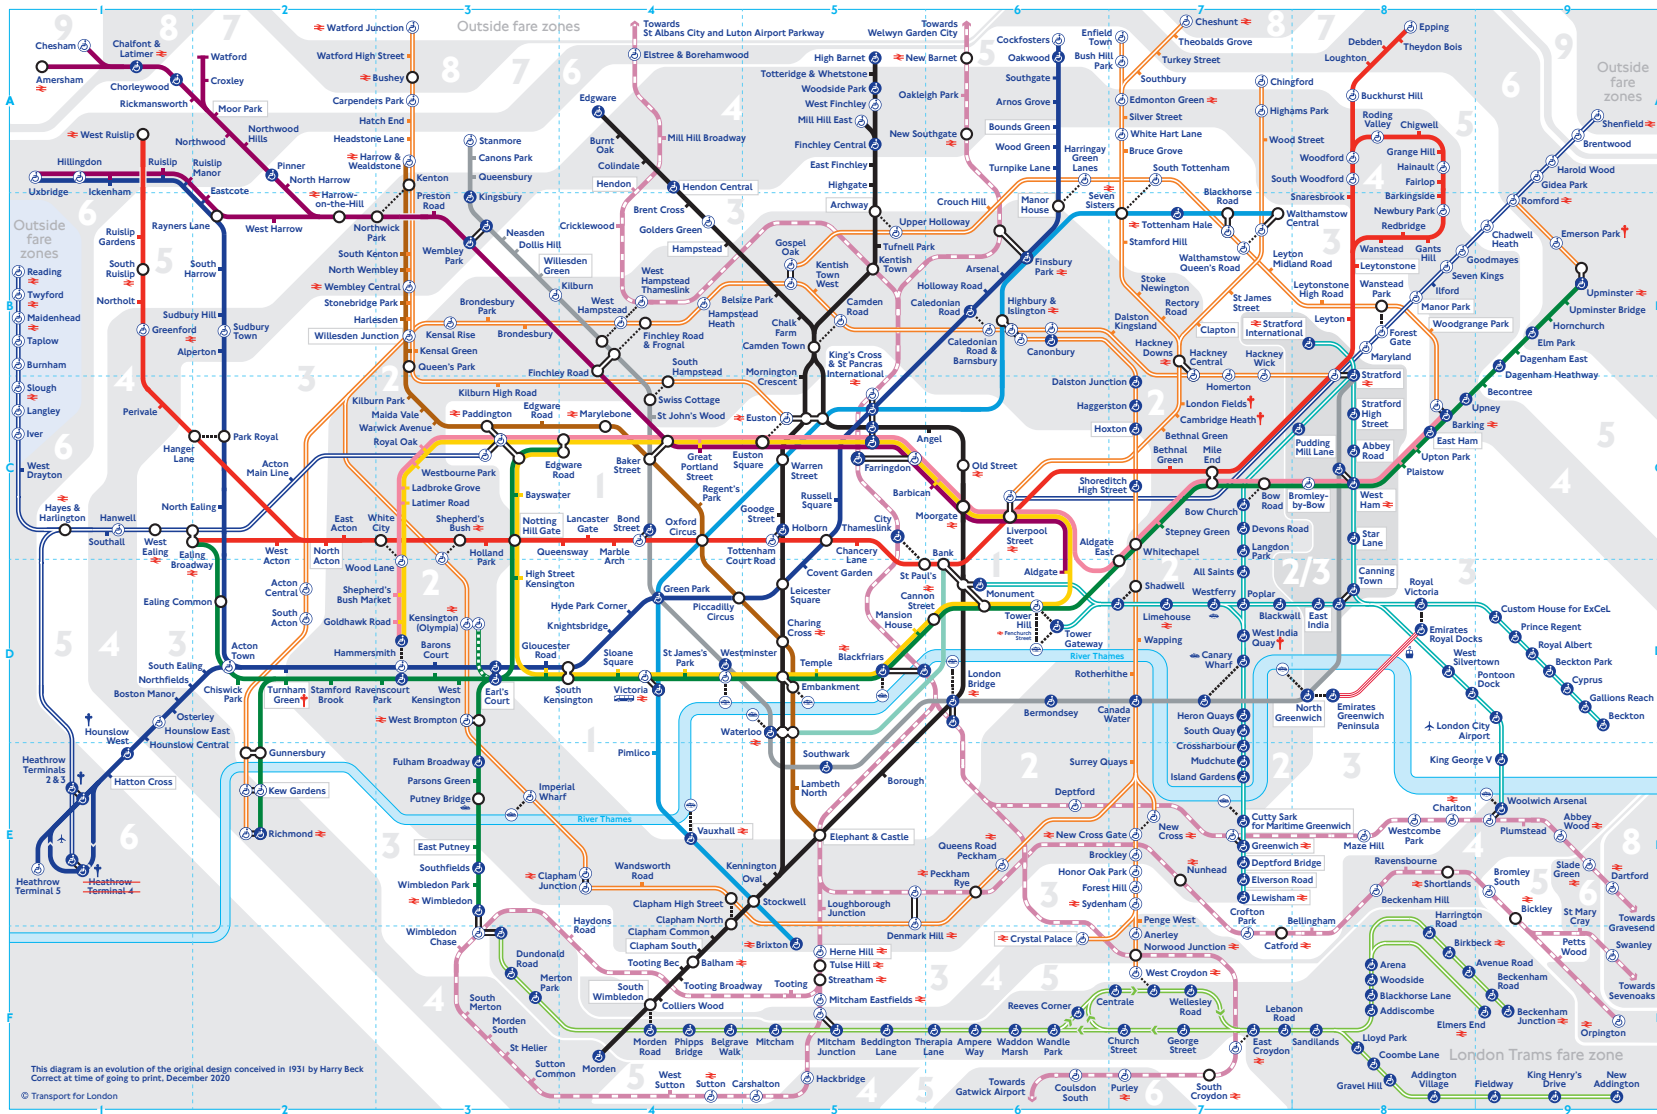 1 2 3 4 5 6 7 8 9
Outside fare zones
Chesham
Chalfont &
Latimer
Watford
Amersham
Chorleywood
Croxley
Rickmansworth
Moor Park
Northwood
Northwood
Hills
West Ruislip
Hillingdon
Ruislip
Ruislip
Manor
Pinner
North Harrow
Uxbridge
Ickenham
Eastcote
Harrow-
on-the-Hill
Rayners Lane
West Harrow
Northwick
Park
Preston
Road
Ruislip
Gardens
South
Ruislip
South
Harrow
Northolt
Greenford
Sudbury Hill
Sudbury
Town
Alperton
Perivale
Hanger
Lane
Park Royal
North Ealing
Watford Junction
Watford High Street
Bushey
Carpenders Park
Hatch End
Headstone Lane
Harrow &
Wealdstone
Kenton
South Kenton
North Wembley
Wembley Central
Stonebridge Park
Harlesden
Willesden Junction
Kensal Green
Queen's Park
Kilburn Park
Maida Vale
Warwick Avenue
Royal Oak
Stanmore
Canons Park
Queensbury
Kingsbury
Wembley
Park
Neasden
Dollis Hill
Willesden
Green
Kilburn
West
Hampstead
Finchley Road
Swiss Cottage
St John's Wood
Towards
St Albans City and Luton Airport Parkway
Elstree & Borehamwood
Mill Hill Broadway
Hendon
Cricklewood
West
Hampstead
Thameslink
Edgware
Burnt
Oak
Colindale
Hendon Central
Brent Cross
Golders Green
Hampstead
Belsize Park
Chalk
Farm
Camden Town
Mornington
Crescent
Euston
High Barnet
Totteridge & Whetstone
Woodside Park
West Finchley
Mill Hill East
Finchley Central
East Finchley
Highgate
Archway
Upper Holloway
Tufnell Park
Kentish
Town
Gospel
Oak
Kentish
Town
West
Camden
Road
Hampstead
Heath
Finchley Road
& Frognal
Brondesbury
Park
Brondesbury
Kensal Rise
South
Hampstead
Kilburn High Road
King's Cross
& St Pancras
International
Towards
Welwyn Garden City
New Barnet
Oakleigh Park
New Southgate
Cockfosters
Oakwood
Southgate
Arnos Grove
Bounds Green
Wood Green
Turnpike Lane
Harringay
Green
Lanes
Crouch Hill
Manor
House
Finsbury
Park
Arsenal
Holloway Road
Caledonian
Road
Highbury &
Islington
Caledonian
Road &
Barnsbury
Canonbury
Enfield
Town
Bush Hill
Park
Cheshunt
Theobalds Grove
Turkey Street
Southbury
Edmonton Green
Silver Street
White Hart Lane
Bruce Grove
South Tottenham
Seven
Sisters
Tottenham Hale
Blackhorse
Road
Walthamstow
Central
Stamford Hill
Walthamstow
Queen's Road
Stoke
Newington
Rectory
Road
St James
Street
Clapton
Dalston
Kingsland
Hackney
Downs
Hackney
Central
Homerton
Hackney
Wick
Stratford
International
Chingford
Highams Park
Wood Street
Leyton
Midland Road
Leytonstone
High Road
Wanstead
Park
Woodgrange Park
Epping
Debden
Theydon Bois
Loughton
Buckhurst Hill
Roding
Valley
Chigwell
Grange Hill
Hainault
Fairlop
Barkingside
Newbury Park
Redbridge
Gants
Hill
Wanstead
Woodford
South Woodford
Snaresbrook
Leytonstone
Leyton
Stratford
Shenfield
Brentwood
Harold Wood
Gidea Park
Romford
Emerson Park
Chadwell
Heath
Goodmayes
Seven Kings
Ilford
Manor Park
Forest
Gate
Maryland
Upminster
Upminster Bridge
Hornchurch
Elm Park
Dagenham East
Dagenham Heathway
Becontree
Upney
Barking
East Ham
Upton Park
Plaistow
Outside
fare
zones
Reading
Twyford
Maidenhead
Taplow
Burnham
Slough
Langley
Iver
West
Drayton
Hayes &
Harlington
Hanwell
Southall
West
Ealing
Ealing
Broadway
Acton
Main Line
West
Acton
North
Acton
East
Acton
White
City
Wood Lane
Shepherd's
Bush
Holland
Park
Notting
Hill Gate
Queensway
Lancaster
Gate
Marble
Arch
Bond
Street
Oxford
Circus
Tottenham
Court Road
Holborn
Chancery
Lane
St Paul's
Bank
Liverpool
Street
Paddington
Edgware
Road
Marylebone
Baker
Street
Edgware
Road
Bayswater
Westbourne Park
Ladbroke Grove
Latimer Road
Shepherd's
Bush Market
Goldhawk Road
Hammersmith
Great
Portland
Street
Euston
Square
Warren
Street
Regent's
Park
Goodge
Street
Russell
Square
Farringdon
Barbican
Moorgate
City
Thameslink
Angel
Old Street
Aldgate
Aldgate
East
Whitechapel
Stepney Green
Bethnal
Green
Mile
End
Bow
Road
Bow Church
Bromley-
by-Bow
Dalston Junction
Haggerston
Hoxton
Shoreditch
High Street
London Fields
Cambridge Heath
Bethnal Green
Pudding
Mill Lane
Stratford
High
Street
Abbey
Road
West
Ham
Star
Lane
Canning
Town
Devons Road
Langdon
Park
All Saints
Poplar
Blackwall
East
India
Westferry
Limehouse
Shadwell
Wapping
Rotherhithe
Canada
Water
Surrey Quays
Bermondsey
London
Bridge
Tower
Hill
Fenchurch
Street
Tower
Gateway
Monument
Cannon
Street
Mansion
House
Blackfriars
Temple
Embankment
Charing
Cross
Leicester
Square
Covent Garden
Piccadilly
Circus
Green Park
Hyde Park Corner
Knightsbridge
Westminster
St James's
Park
Victoria
Sloane
Square
South
Kensington
Gloucester
Road
High Street
Kensington
Earl's
Court
Kensington
(Olympia)
Barons
Court
West
Kensington
Ravenscourt
Park
Stamford
Brook
Turnham
Green
Chiswick
Park
Acton
Town
Ealing Common
Acton
Central
South
Acton
South Ealing
Northfields
Boston Manor
Osterley
Hounslow East
Hounslow Central
Hounslow
West
Hatton Cross
Heathrow
Terminals
2 & 3
Heathrow
Terminal 5
Heathrow
Terminal 4
Gunnersbury
Kew Gardens
Richmond
West Brompton
Fulham Broadway
Parsons Green
Putney Bridge
East Putney
Southfields
Wimbledon Park
Wimbledon
Wimbledon
Chase
Imperial
Wharf
Clapham
Junction
Wandsworth
Road
Clapham High Street
Clapham North
Clapham Common
Clapham South
Balham
Tooting Bec
Tooting Broadway
Colliers Wood
South
Wimbledon
Morden
Pimlico
Vauxhall
Stockwell
Brixton
Oval
Kennington
Elephant & Castle
Lambeth
North
Waterloo
Southwark
Borough
River Thames
River Thames
Loughborough
Junction
Denmark Hill
Peckham
Rye
Queens Road
Peckham
Deptford
New Cross Gate
New
Cross
Brockley
Honor Oak Park
Forest Hill
Sydenham
Crystal Palace
Penge West
Anerley
Norwood Junction
West Croydon
Nunhead
Crofton
Park
Catford
Bellingham
Beckenham Hill
Ravensbourne
Shortlands
Bromley
South
Bickley
St Mary
Cray
Petts
Wood
Orpington
Swanley
Towards
Sevenoaks
Towards
Gravesend
Dartford
Slade
Green
Abbey
Wood
Plumstead
Woolwich Arsenal
Charlton
Westcombe
Park
Maze Hill
Cutty Sark
for Maritime Greenwich
Greenwich
Deptford Bridge
Elverson Road
Lewisham
West India
Quay
Canary
Wharf
Heron Quays
South Quay
Crossharbour
Mudchute
Island Gardens
North
Greenwich
Emirates
Greenwich
Peninsula
Emirates
Royal Docks
Royal
Victoria
Custom House for ExCeL
Prince Regent
Royal Albert
Beckton Park
Cyprus
Gallions Reach
Beckton
West
Silvertown
Pontoon
Dock
London City
Airport
King George V
Haydons
Road
Dundonald
Road
Merton
Park
South
Merton
Morden
South
St Helier
Sutton
Common
West
Sutton
Sutton
Carshalton
Hackbridge
Mitcham
Junction
Mitcham Eastfields
Streatham
Tulse Hill
Herne Hill
Tooting
Morden
Road
Phipps
Bridge
Belgrave
Walk
Mitcham
Beddington
Lane
Therapia
Lane
Ampere
Way
Waddon
Marsh
Wandle
Park
Reeves Corner
Centrale
Wellesley
Road
Church
Street
George
Street
East
Croydon
Lebanon
Road
Sandilands
Arena
Woodside
Blackhorse Lane
Addiscombe
Harrington
Road
Birkbeck
Avenue Road
Beckenham
Road
Beckenham
Junction
Elmers End
Lloyd Park
Coombe Lane
Gravel Hill
Addington
Village
Fieldway
King Henry's
Drive
New
Addington
London Trams fare zone
Towards
Gatwick Airport
Coulsdon
South
Purley
South
Croydon
This diagram is an evolution of the original design conceived in 1931 by Harry Beck
Correct at time of going to print, December 2020
© Transport for London